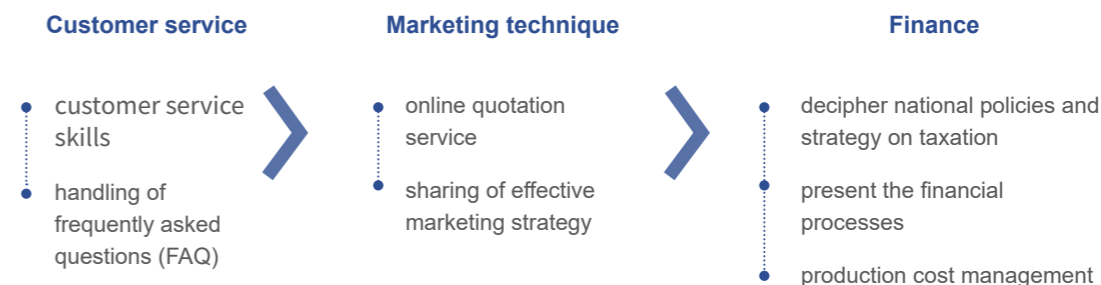 Customer service
customer service
skills
handling of
frequently asked
questions (FAQ)
Marketing technique
online quotation
service
sharing of effective
marketing strategy
Finance
decipher national policies and
strategy on taxation
present the financial
processes
production cost management